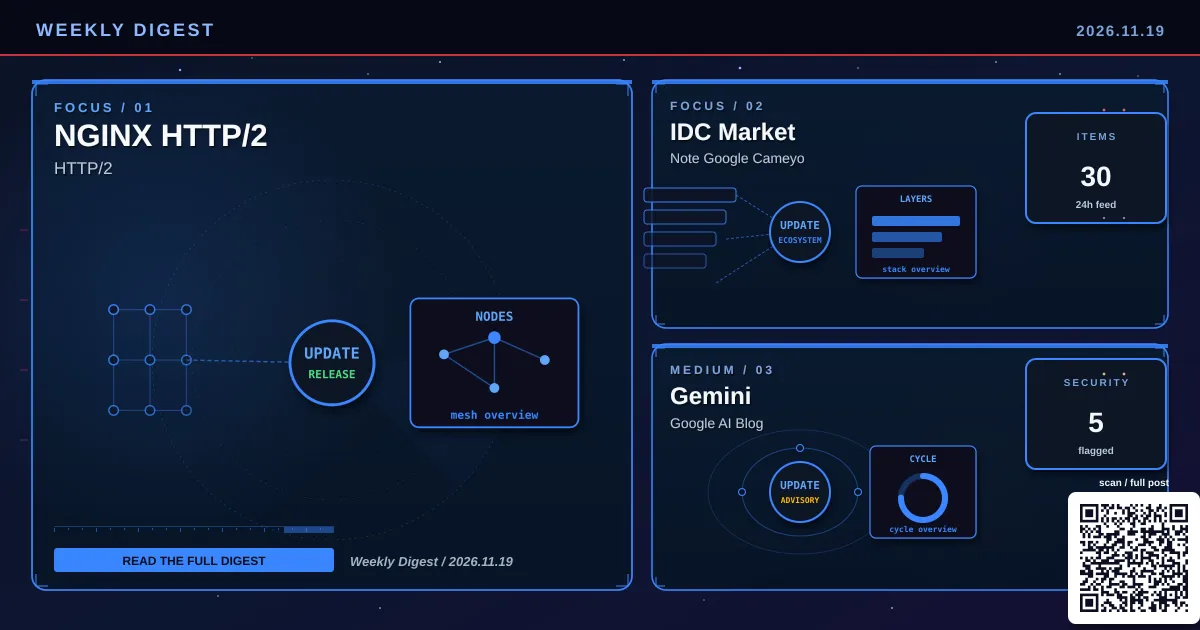 WEEKLY DIGEST
2026.11.19
FOCUS / 01
NGINX HTTP/2
HTTP/2
UPDATE
RELEASE
NODES
mesh overview
READ THE FULL DIGEST
Weekly Digest / 2026.11.19
FOCUS / 02
IDC Market
Note Google Cameyo
UPDATE
ECOSYSTEM
LAYERS
stack overview
ITEMS
30
24h feed
MEDIUM / 03
Gemini
Google AI Blog
UPDATE
ADVISORY
CYCLE
cycle overview
SECURITY
5
flagged
scan / full post